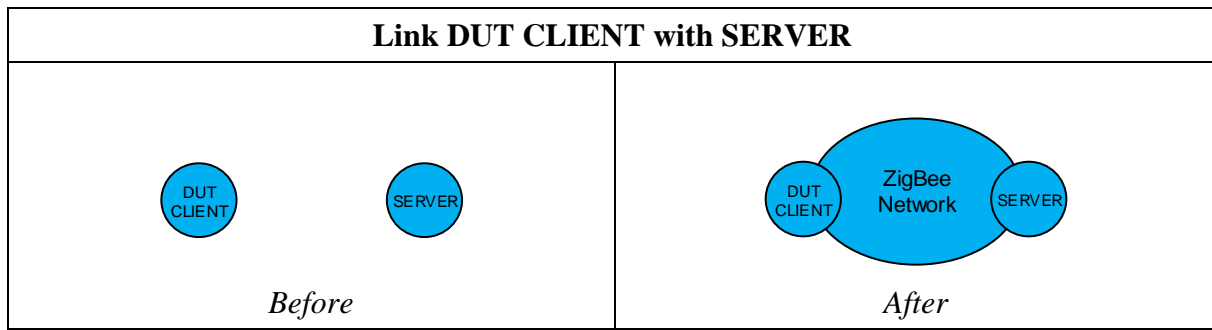 Link DUT CLIENT with SERVER
DUT
CLIENT
SERVER
Before
DUT
CLIENT
ZigBee
Network
SERVER
After